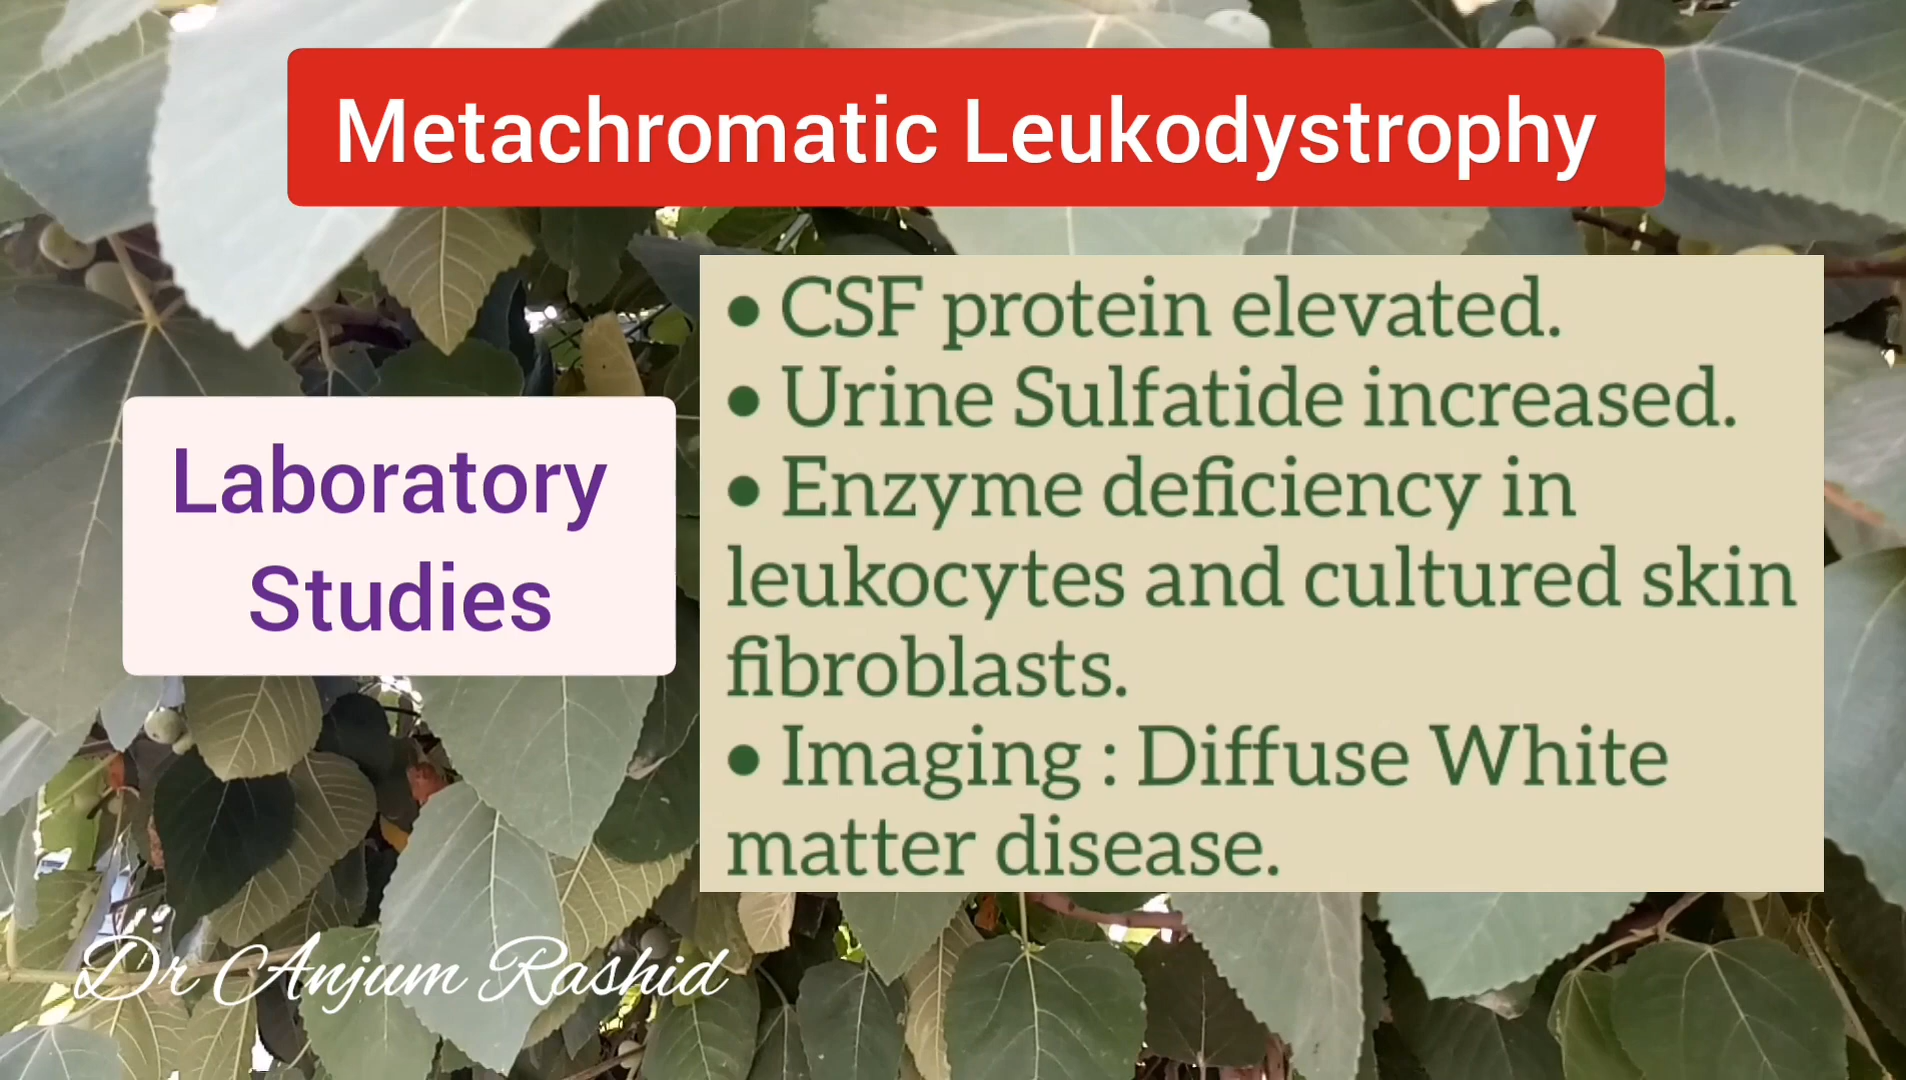 Metachromatic Leukodystrophy
Laboratory
Studies
• CSF protein elevated.
• Urine Sulfatide increased.
• Enzyme deficiency in
leukocytes and cultured skin
fibroblasts.
• Imaging : Diffuse White
matter disease.
Dr Anjum Rashid